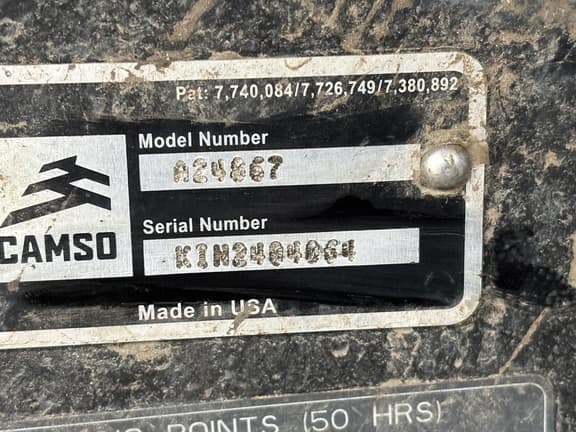 Pat: 7,740,084/7,726,749/7,380,892
Model Number
A24867
CAMSO
Serial Number
KIN2404064
Made in USA
POINTS (50 HRS)